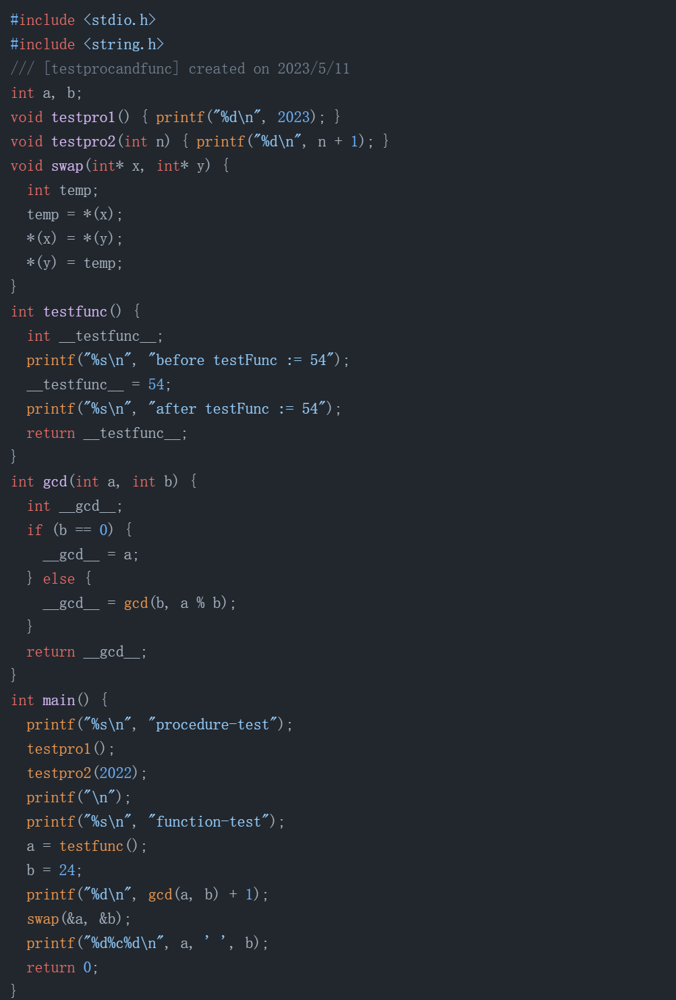 #include <stdio.h>
#include <string.h>
/// [testprocandfunc] created on 2023/5/11
int a, b;
void testpro1() { printf("%d\n", 2023); }
void testpro2(int n) { printf("%d\n", n + 1); }
void swap(int* x, int* y) {
  int temp;
  temp = *(x);
  *(x) = *(y);
  *(y) = temp;
}
int testfunc() {
  int __testfunc__;
  printf("%s\n", "before testFunc := 54");
  __testfunc__ = 54;
  printf("%s\n", "after testFunc := 54");
  return __testfunc__;
}
int gcd(int a, int b) {
  int __gcd__;
  if (b == 0) {
    __gcd__ = a;
  } else {
    __gcd__ = gcd(b, a % b);
  }
  return __gcd__;
}
int main() {
  printf("%s\n", "procedure-test");
  testpro1();
  testpro2(2022);
  printf("\n");
  printf("%s\n", "function-test");
  a = testfunc();
  b = 24;
  printf("%d\n", gcd(a, b) + 1);
  swap(&a, &b);
  printf("%d%c%d\n", a, ' ', b);
  return 0;
}